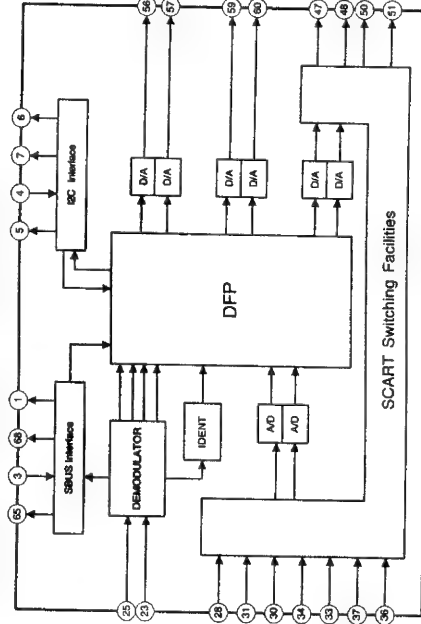 56
57
59
60
47
48
50
51
6
7
4
5
I2C Interface
D/A
D/A
D/A
D/A
D/A
D/A
DFP
1
68
3
65
SBUS Interface
DEMODULATOR
IDENT
A/D
A/D
SCART Switching Facilities
25
23
28
31
30
34
33
37
36